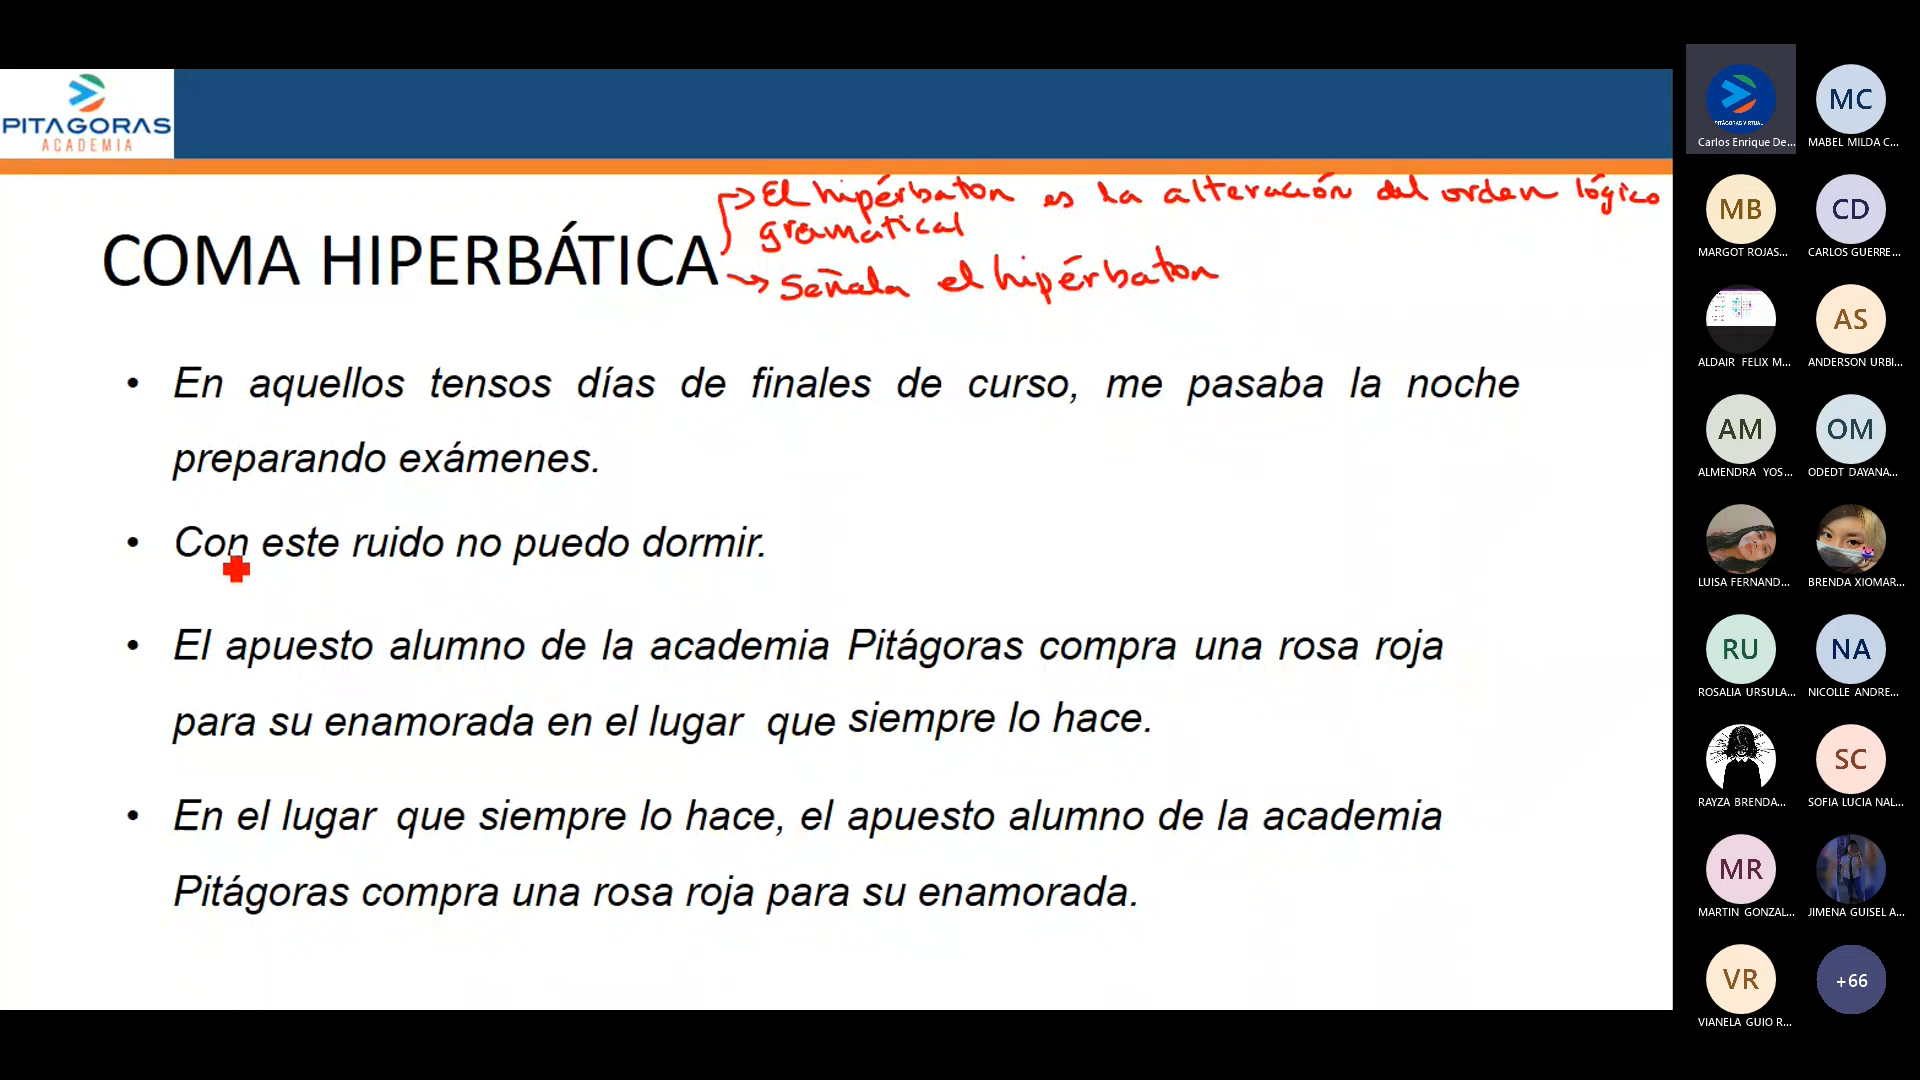 PITAGORAS
ACADEMIA
El hipérbaton es la alteración del orden lógico
gramatical
COMA HIPERBÁTICA
Señala el hipérbaton
• En aquellos tensos días de finales de curso, me pasaba la noche
preparando exámenes.
• Con este ruido no puedo dormir.
• El apuesto alumno de la academia Pitágoras compra una rosa roja
para su enamorada en el lugar que siempre lo hace.
• En el lugar que siempre lo hace, el apuesto alumno de la academia
Pitágoras compra una rosa roja para su enamorada.
PITÁGORAS VIRTUAL
Carlos Enrique De...
MC
MABEL MILDA C...
MB
MARGOT ROJAS...
CD
CARLOS GUERRE...
ALDAIR FELIX M...
AS
ANDERSON URBI...
AM
ALMENDRA YOS...
OM
ODEDT DAYANA...
LUISA FERNAND...
BRENDA XIOMAR...
RU
ROSALIA URSULA...
NA
NICOLLE ANDRE...
RAYZA BRENDA...
SC
SOFIA LUCIA NAL...
MR
MARTIN GONZAL...
JIMENA GUISEL A...
VR
VIANELA GUIO R...
+66